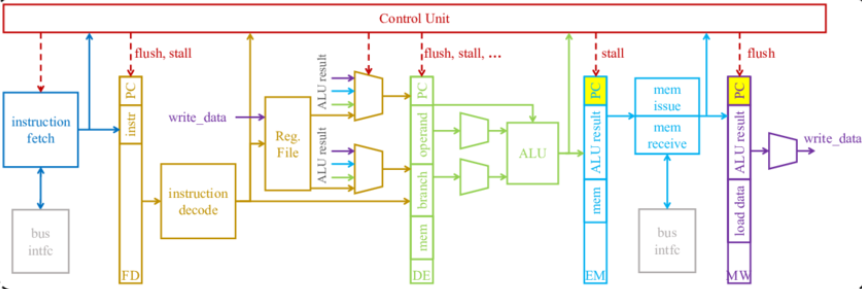 Control Unit
flush, stall
flush, stall, ...
stall
flush
instruction
fetch
bus
intfc
PC
instr
FD
write_data
instruction
decode
Reg.
File
ALU result
ALU result
PC
operand
branch
mem
DE
ALU
PC
ALU result
mem
EM
mem
issue
mem
receive
bus
intfc
PC
ALU result
load data
MW
write_data